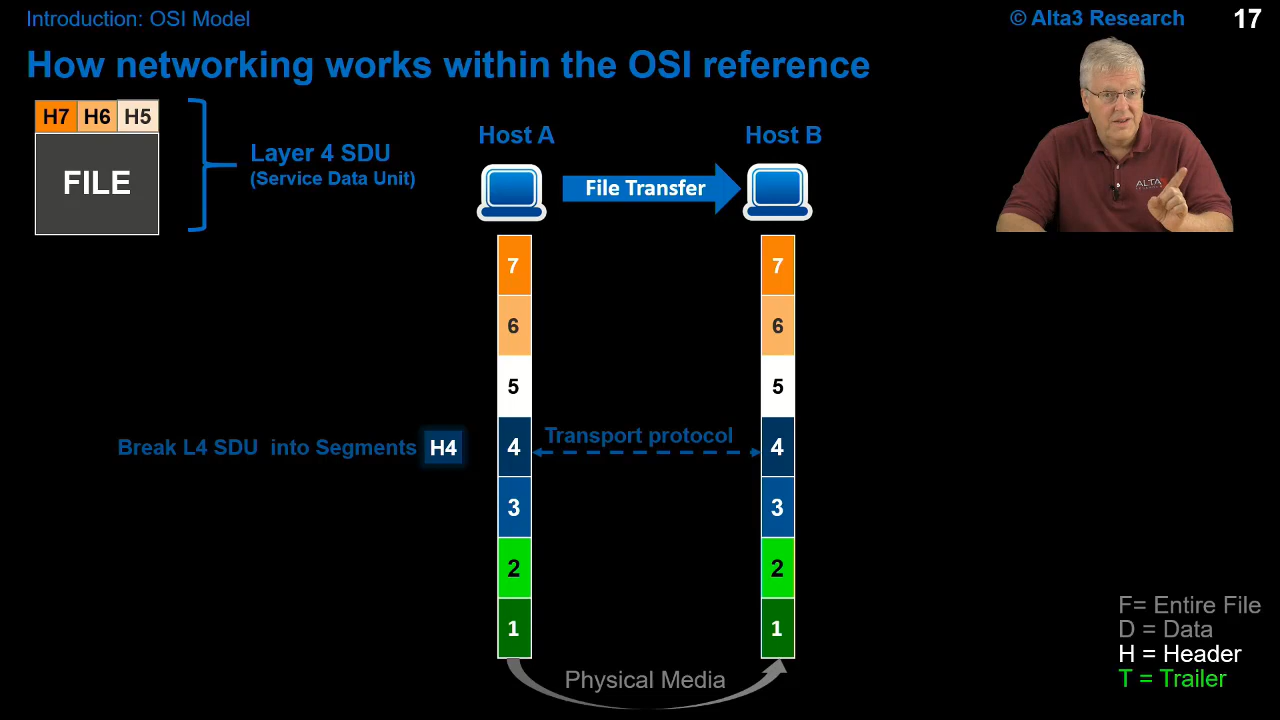 Introduction: OSI Model
© Alta3 Research
17
How networking works within the OSI reference
H7 H6 H5
FILE
Layer 4 SDU
(Service Data Unit)
Host A
Host B
File Transfer
ALTA
7
7
6
6
5
5
Break L4 SDU into Segments
H4
4
Transport protocol
4
3
3
2
2
1
1
Physical Media
F= Entire File
D = Data
H = Header
T = Trailer